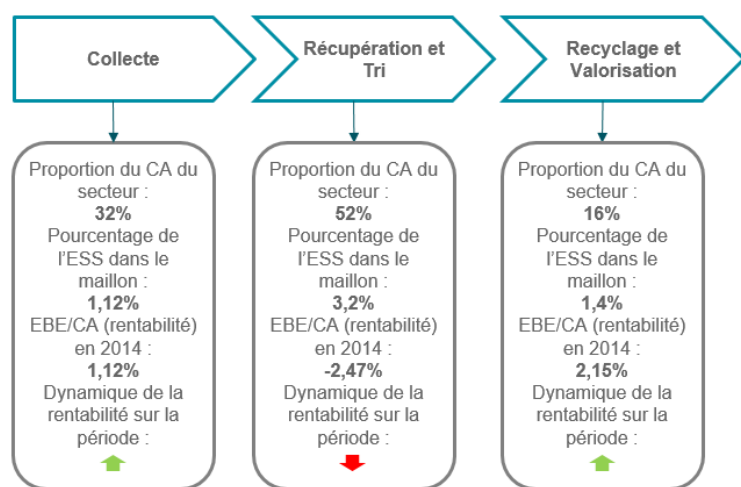 Collecte
Récupération et
Tri
Recyclage et
Valorisation
Proportion du CA du
secteur :
32%
Pourcentage de
l'ESS dans le
maillon :
1,12%
EBE/CA (rentabilité)
en 2014 :
1,12%
Dynamique de la
rentabilité sur la
période :
Proportion du CA du
secteur :
52%
Pourcentage de
l'ESS dans le
maillon :
3,2%
EBE/CA (rentabilité)
en 2014 :
-2,47%
Dynamique de la
rentabilité sur la
période :
Proportion du CA du
secteur :
16%
Pourcentage de
l'ESS dans le
maillon :
1,4%
EBE/CA (rentabilité)
en 2014 :
2,15%
Dynamique de la
rentabilité sur la
période :